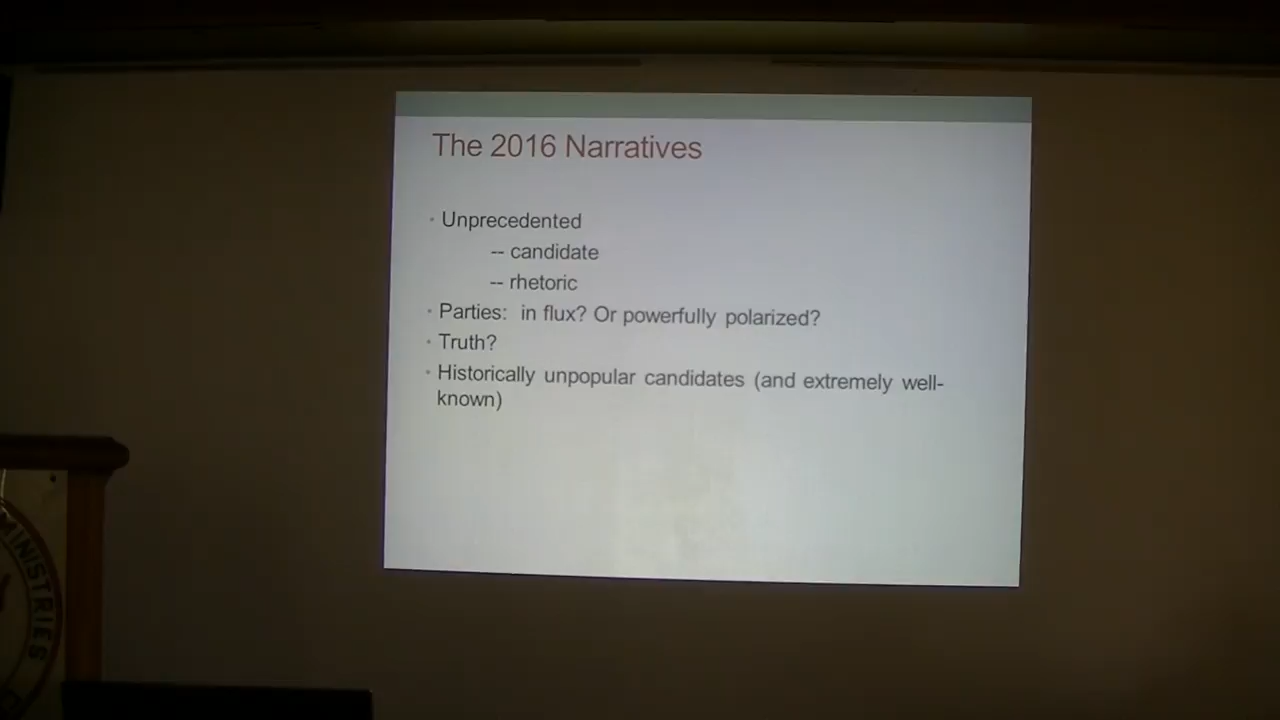 The 2016 Narratives
• Unprecedented
-- candidate
-- rhetoric
• Parties: in flux? Or powerfully polarized?
• Truth?
• Historically unpopular candidates (and extremely well-
known)
MINISTRIES